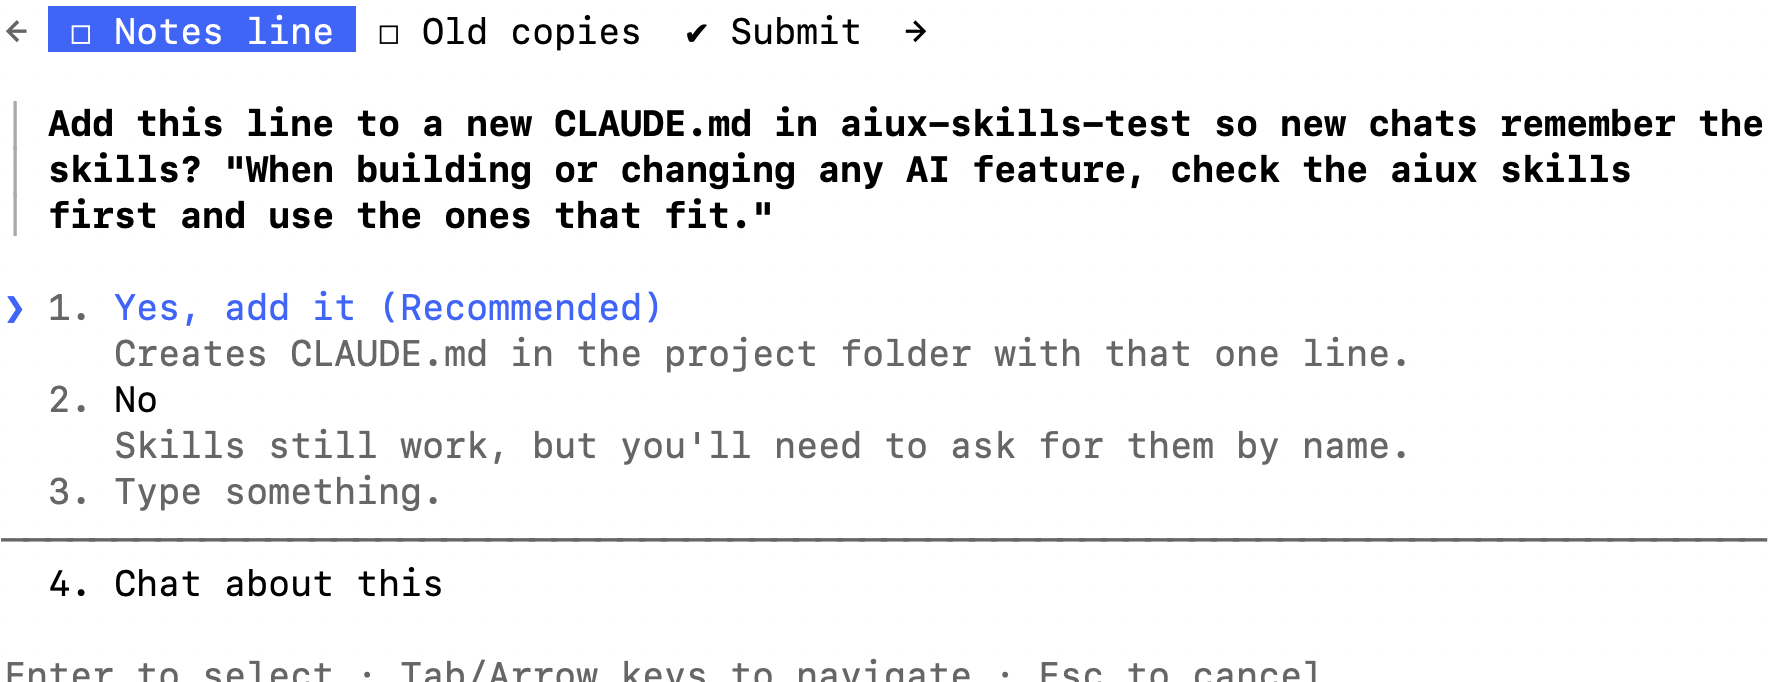 ← ☐ Notes line ☐ Old copies ✔ Submit →
Add this line to a new CLAUDE.md in aiux-skills-test so new chats remember the
skills? "When building or changing any AI feature, check the aiux skills
first and use the ones that fit."
❯ 1. Yes, add it (Recommended)
Creates CLAUDE.md in the project folder with that one line.
2. No
Skills still work, but you'll need to ask for them by name.
3. Type something.
4. Chat about this
Enter to select · Tab/Arrow keys to navigate · Esc to cancel